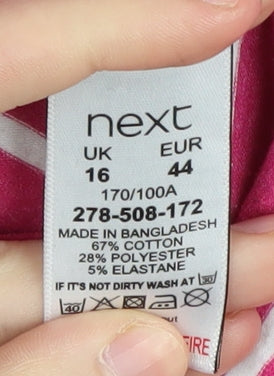 next
UK EUR
16 44
170/100A
278-508-172
MADE IN BANGLADESH
67% COTTON
28% POLYESTER
5% ELASTANE
IF IT'S NOT DIRTY WASH AT 30
40
FIRE